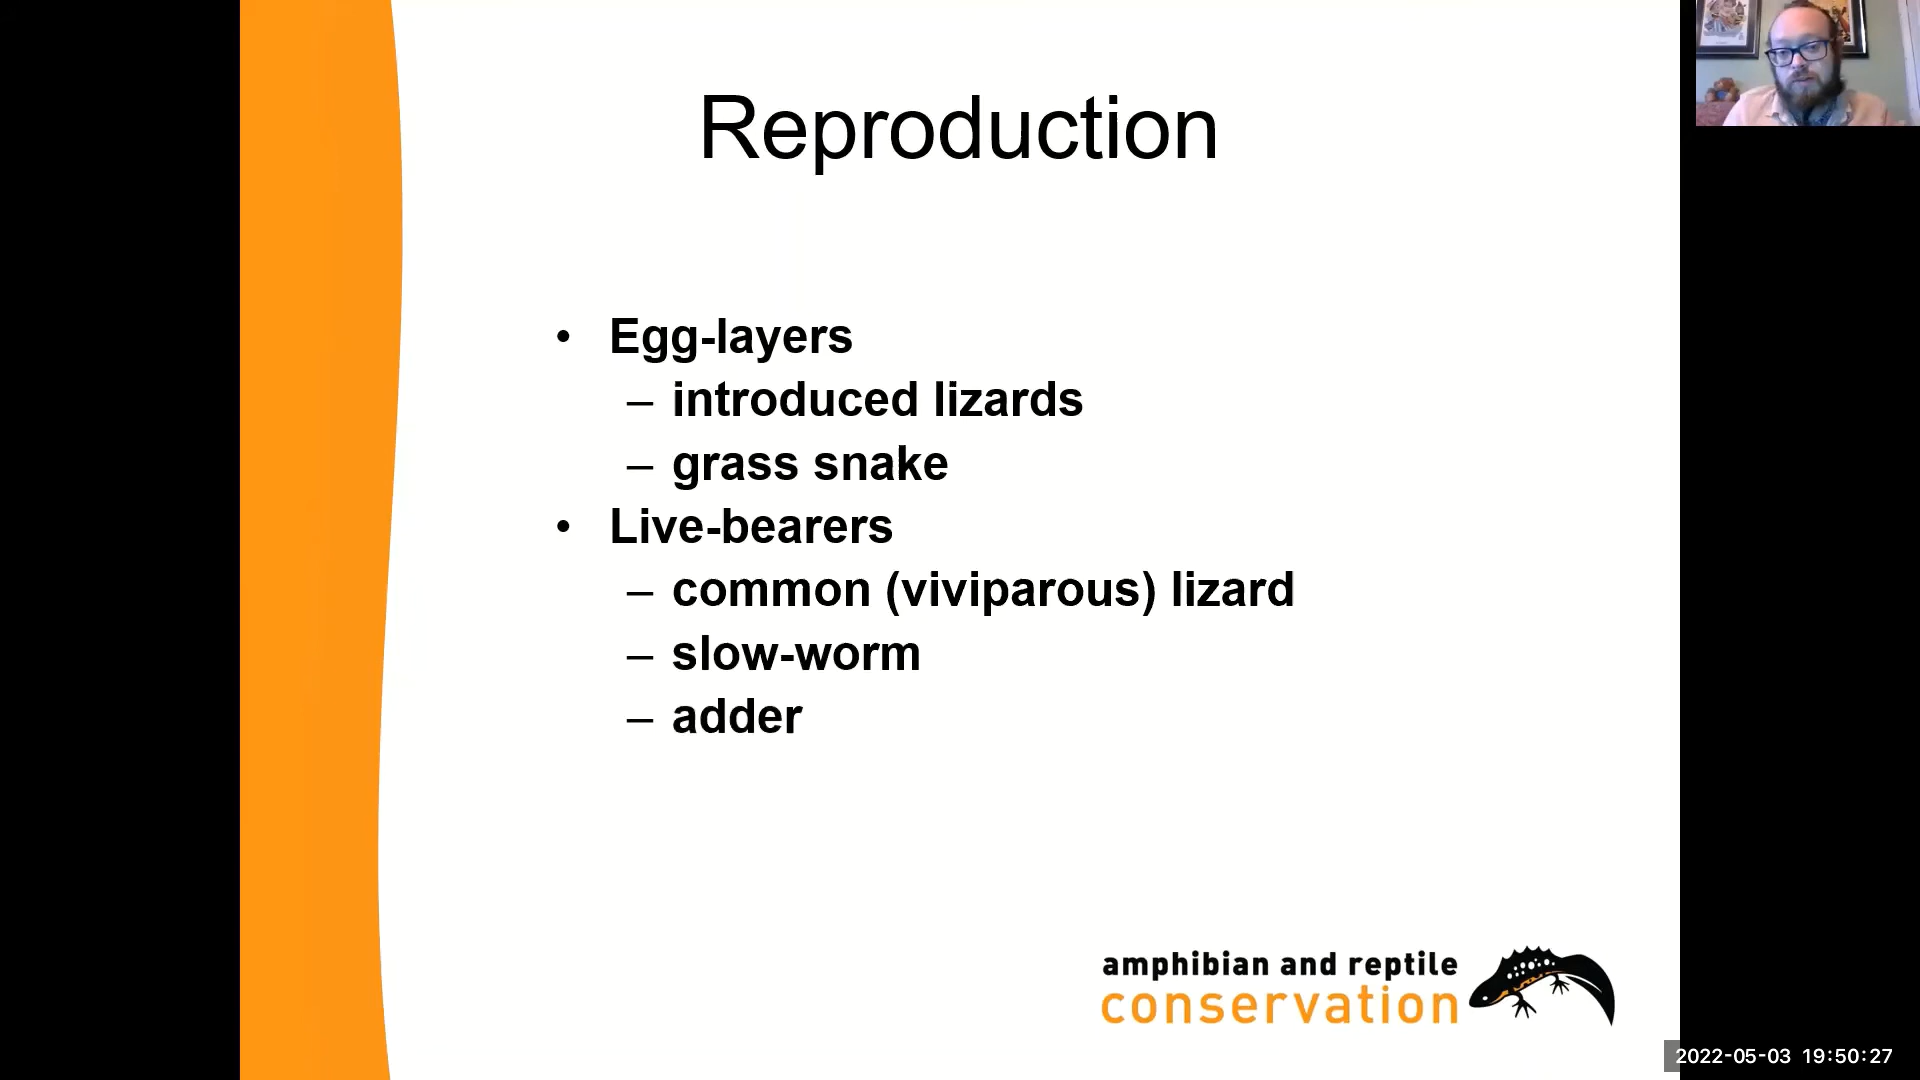 Reproduction
• Egg-layers
– introduced lizards
– grass snake
• Live-bearers
– common (viviparous) lizard
– slow-worm
– adder
amphibian and reptile
conservation
2022-05-03 19:50:27